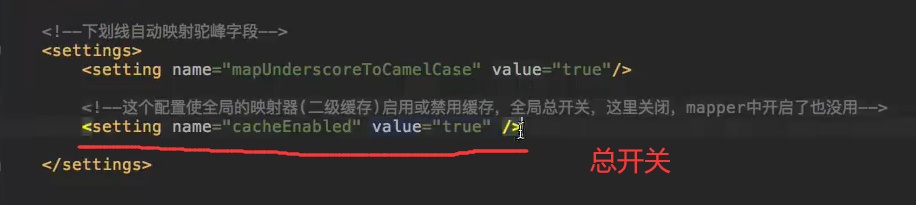 <!--下划线自动映射驼峰字段-->
<settings>
<setting name="mapUnderscoreToCamelCase" value="true"/>
<!--这个配置使全局的映射器(二级缓存)启用或禁用缓存，全局总开关，这里关闭，mapper中开启了也没用-->
<setting name="cacheEnabled" value="true" />
总开关
</settings>